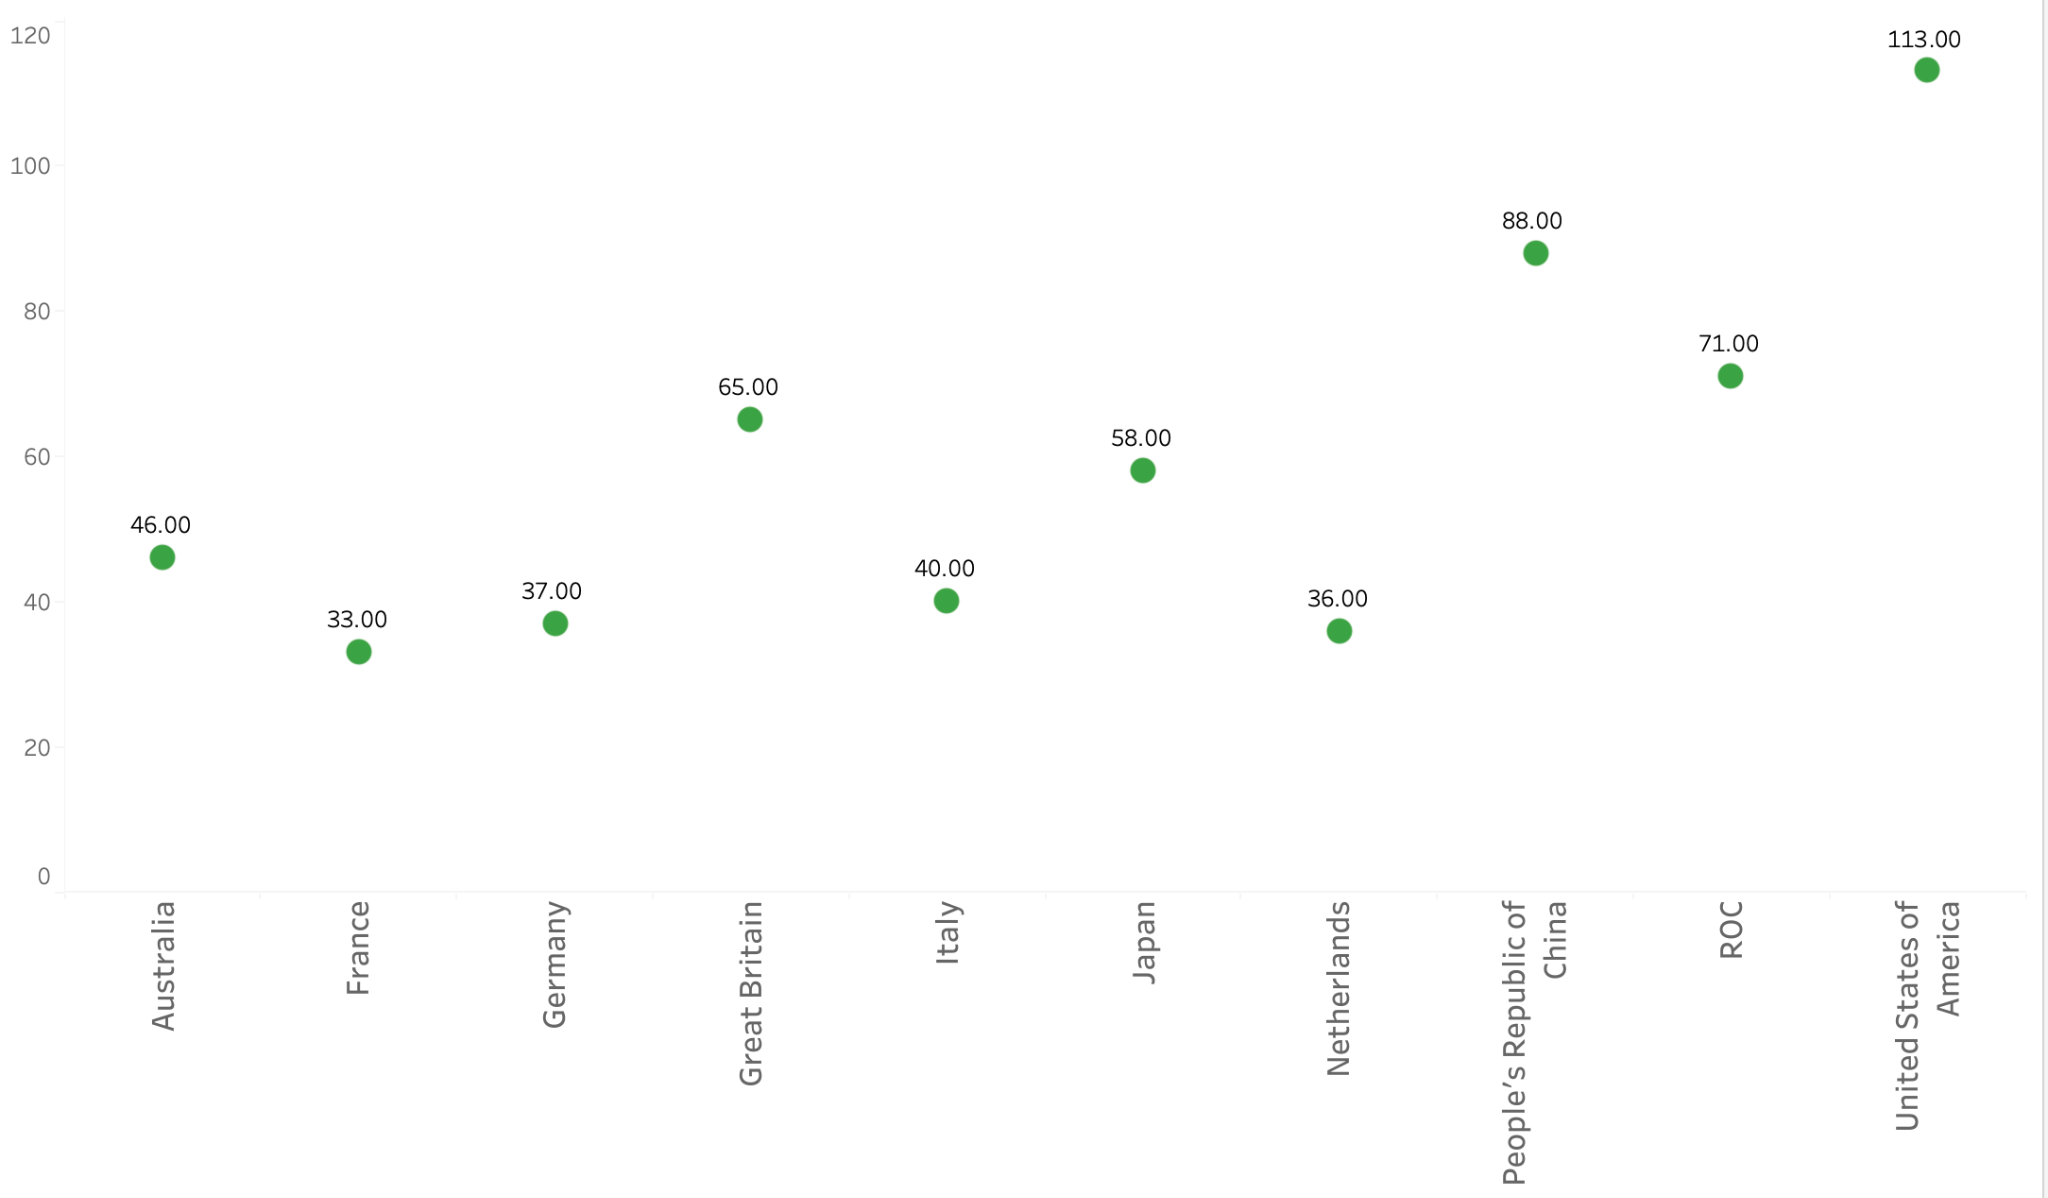 120
100
80
60
40
20
0
46.00
33.00
37.00
65.00
40.00
58.00
36.00
88.00
71.00
113.00
Australia
France
Germany
Great Britain
Italy
Japan
Netherlands
People’s Republic of
China
ROC
United States of
America